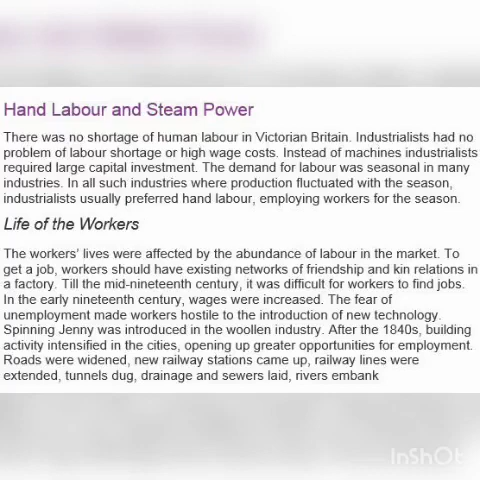 Hand Labour and Steam Power
There was no shortage of human labour in Victorian Britain. Industrialists had no
problem of labour shortage or high wage costs. Instead of machines industrialists
required large capital investment. The demand for labour was seasonal in many
industries. In all such industries where production fluctuated with the season,
industrialists usually preferred hand labour, employing workers for the season.
Life of the Workers
The workers' lives were affected by the abundance of labour in the market. To
get a job, workers should have existing networks of friendship and kin relations in
a factory. Till the mid-nineteenth century, it was difficult for workers to find jobs.
In the early nineteenth century, wages were increased. The fear of
unemployment made workers hostile to the introduction of new technology.
Spinning Jenny was introduced in the woollen industry. After the 1840s, building
activity intensified in the cities, opening up greater opportunities for employment.
Roads were widened, new railway stations came up, railway lines were
extended, tunnels dug, drainage and sewers laid, rivers embank
InShOt